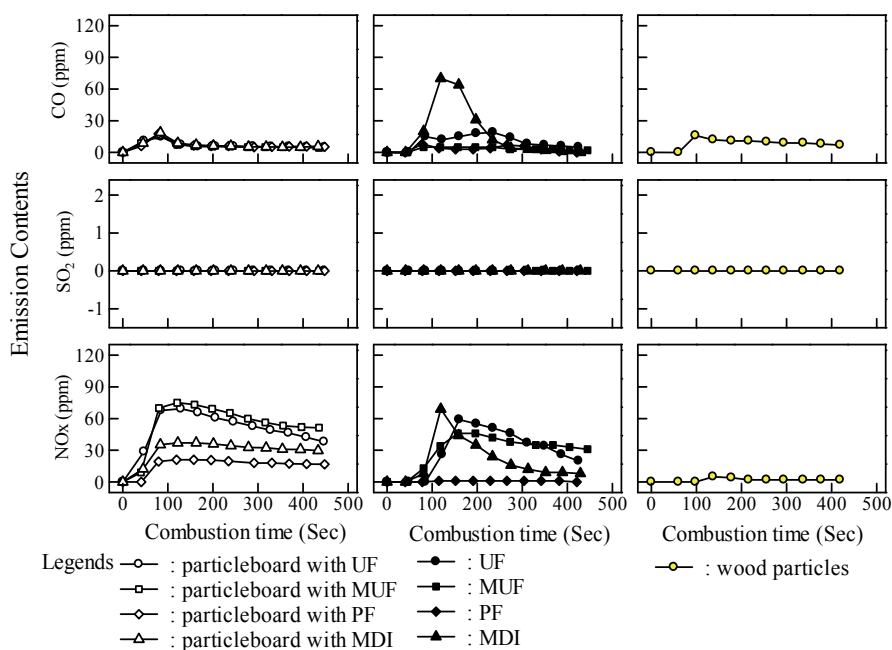 Emission Contents
CO (ppm)
120
90
60
30
0
SO2 (ppm)
2
1
0
-1
NOx (ppm)
120
90
60
30
0
0 100 200 300 400 500
0 100 200 300 400 500
0 100 200 300 400 500
Combustion time (Sec)
Combustion time (Sec)
Combustion time (Sec)
Legends
: particleboard with UF
: particleboard with MUF
: particleboard with PF
: particleboard with MDI
: UF
: MUF
: PF
: MDI
: wood particles